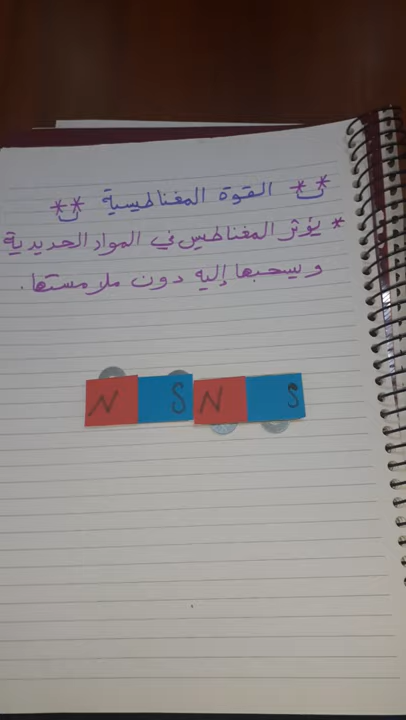 ** القوة المغناطيسية **
* يؤثر المغناطيس في المواد الحديدية
ويسحبها إليه دون ملامستها.
N S N S